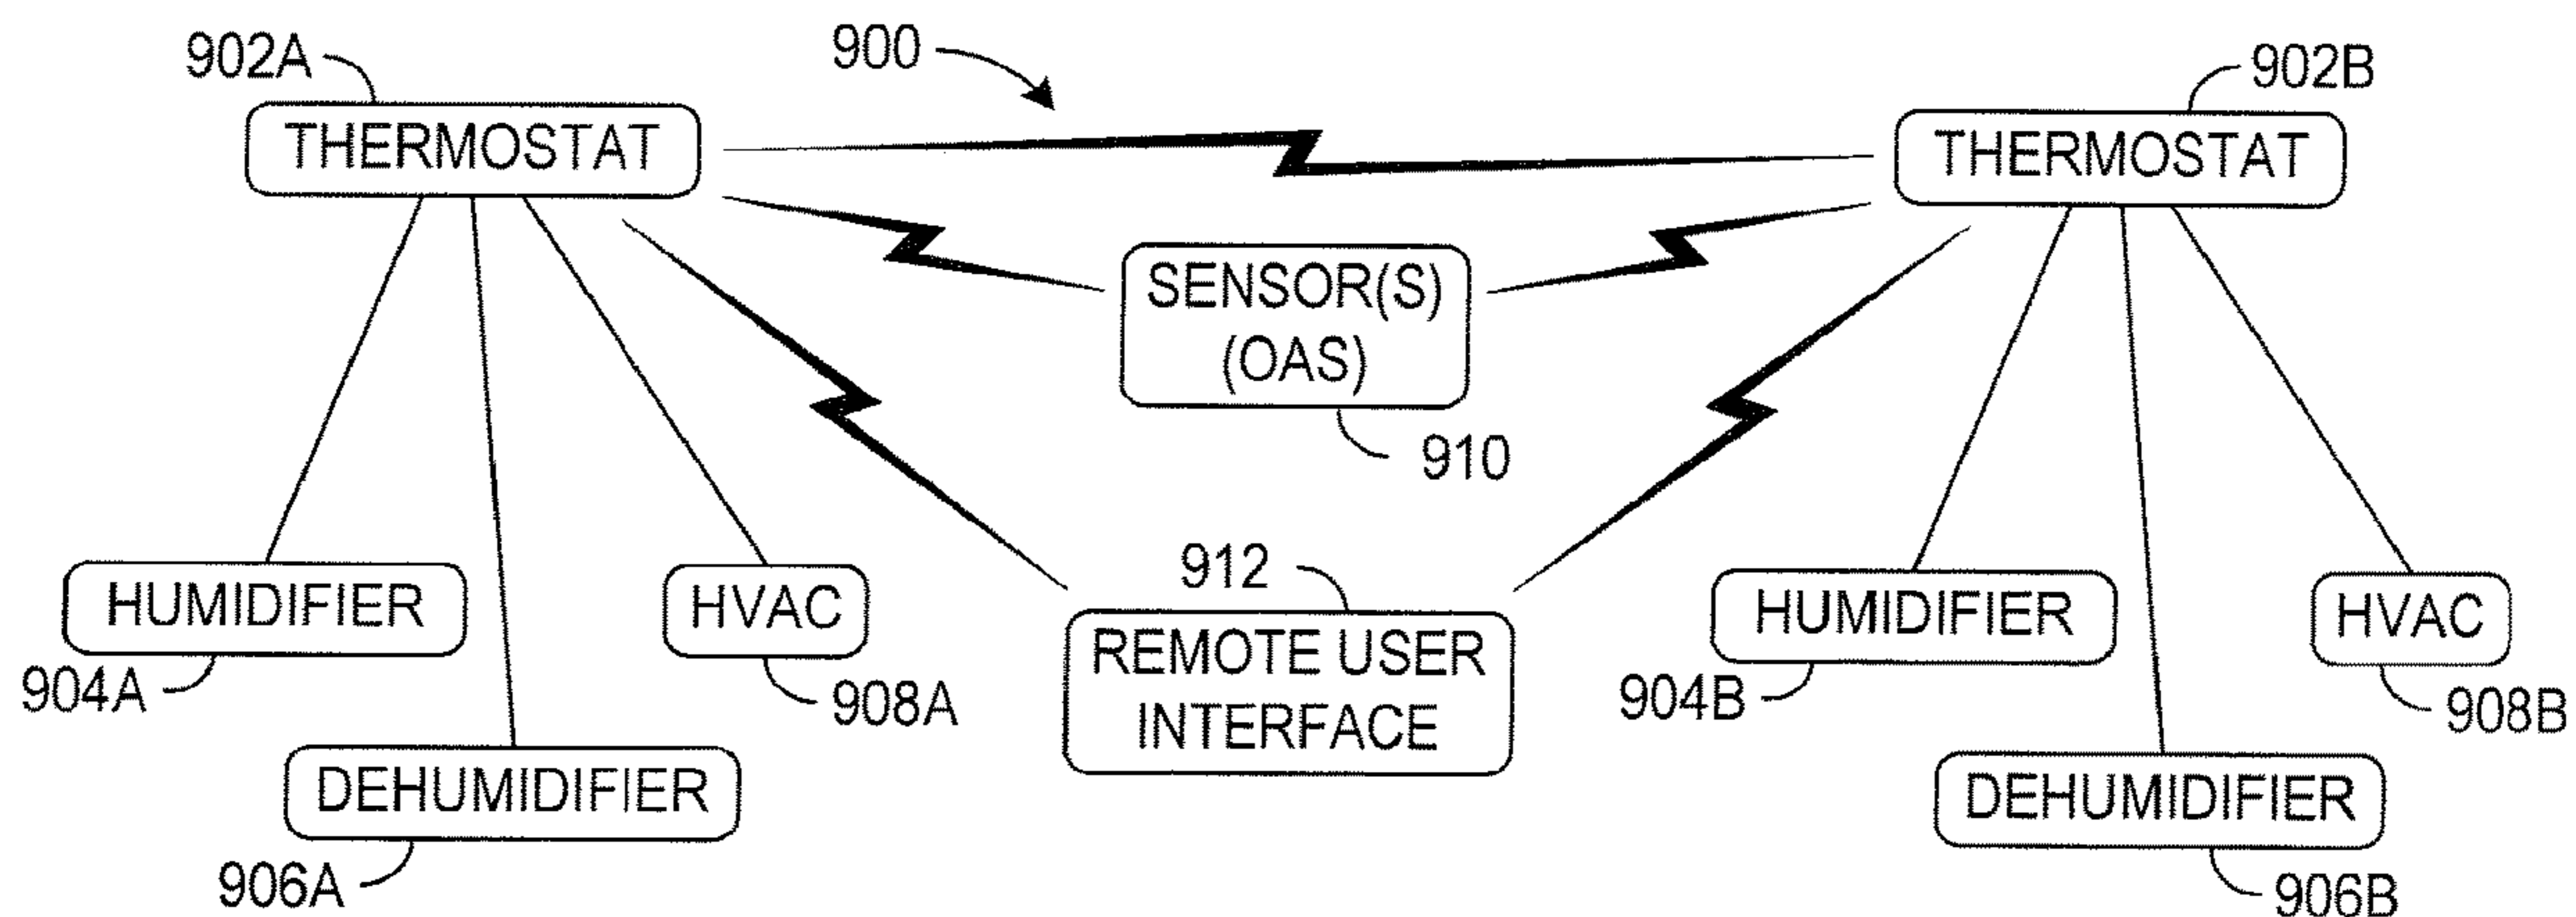 900
902A
902B
THERMOSTAT
THERMOSTAT
SENSOR(S)
(OAS)
910
912
HUMIDIFIER
HVAC
REMOTE USER
INTERFACE
HUMIDIFIER
HVAC
904A
908A
904B
908B
DEHUMIDIFIER
DEHUMIDIFIER
906A
906B